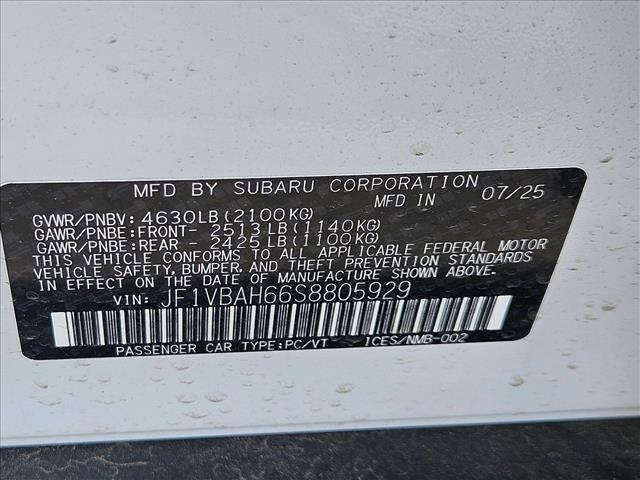 MFD BY SUBARU CORPORATION
MFD IN 07/25
GVWR/PNBV: 4630LB(2100KG)
GAWR/PNBE:FRONT- 2513LB(1140KG)
GAWR/PNBE:REAR - 2425LB(1100KG)
THIS VEHICLE CONFORMS TO ALL APPLICABLE FEDERAL MOTOR
VEHICLE SAFETY, BUMPER, AND THEFT PREVENTION STANDARDS
IN EFFECT ON THE DATE OF MANUFACTURE SHOWN ABOVE.
VIN: JF1VBAH66S8805929
PASSENGER CAR TYPE:PC/VT ICES/NMB-002